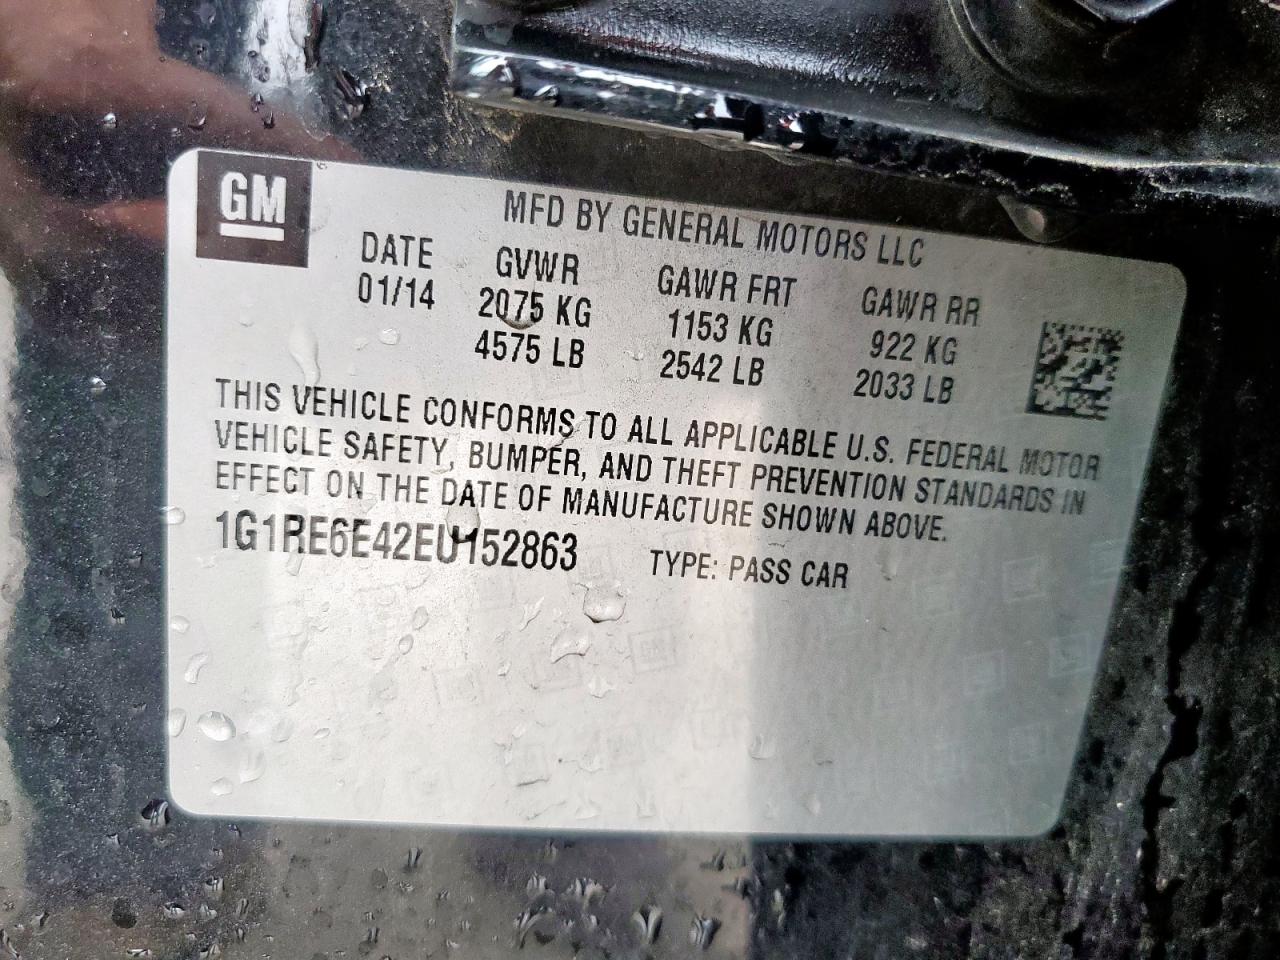 GM
MFD BY GENERAL MOTORS LLC
DATE GVWR GAWR FRT GAWR RR
01/14 2075 KG 1153 KG 922 KG
4575 LB 2542 LB 2033 LB
THIS VEHICLE CONFORMS TO ALL APPLICABLE U.S. FEDERAL MOTOR
VEHICLE SAFETY, BUMPER, AND THEFT PREVENTION STANDARDS IN
EFFECT ON THE DATE OF MANUFACTURE SHOWN ABOVE.
1G1RE6E42EU152863 TYPE: PASS CAR